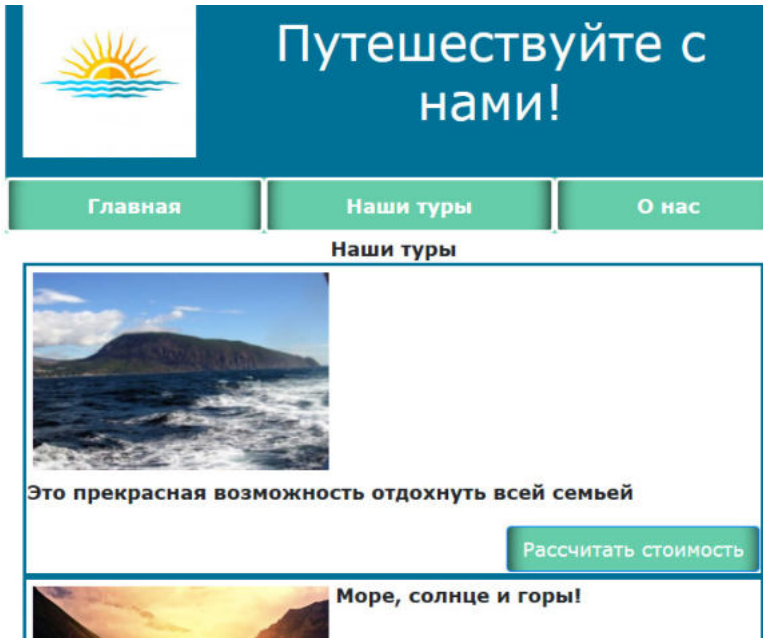 Путешествуйте с
нами!
Главная
Наши туры
О нас
Наши туры
Это прекрасная возможность отдохнуть всей семьей
Рассчитать стоимость
Море, солнце и горы!